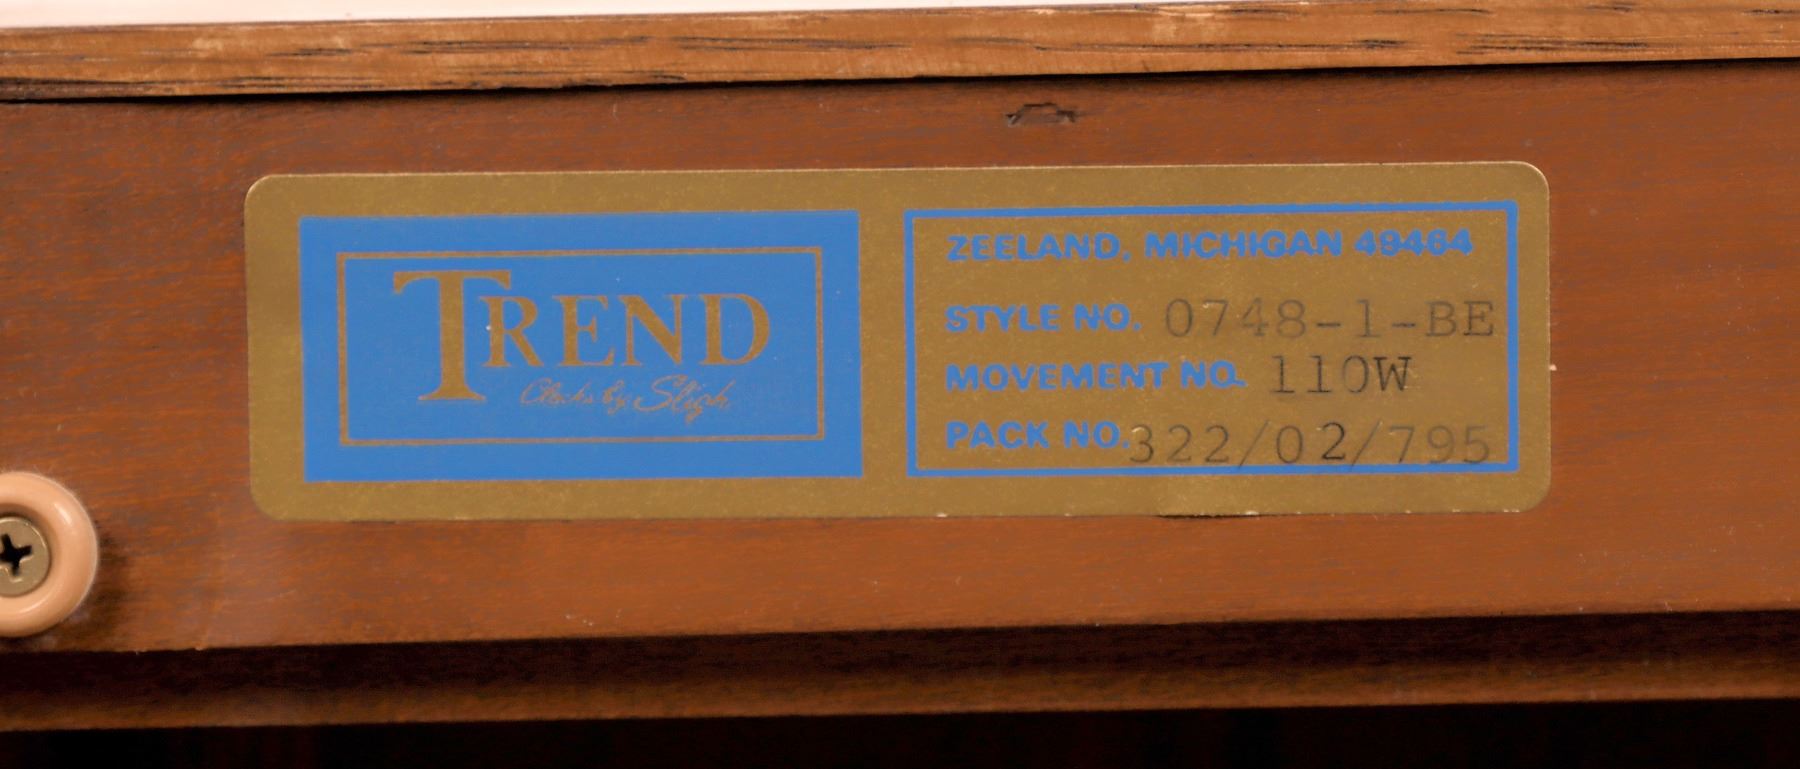 TREND
Clocks by Sligh
ZEELAND, MICHIGAN 49464
STYLE NO. 0748-1-BE
MOVEMENT NO. 110W
PACK NO. 322/02/795